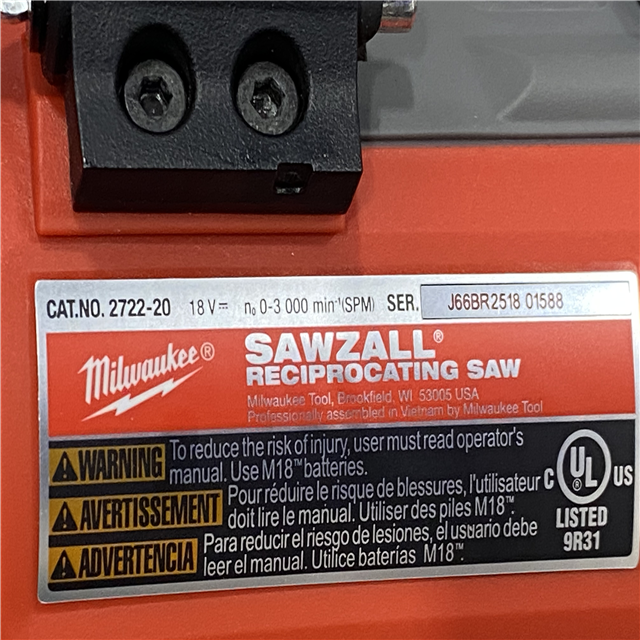 CAT.NO. 2722-20 18 V⎓ n₀ 0-3 000 min⁻¹(SPM) SER. J66BR2518 01588
Milwaukee® SAWZALL®
RECIPROCATING SAW
Milwaukee Tool, Brookfield, WI 53005 USA
Professionally assembled in Vietnam by Milwaukee Tool
WARNING To reduce the risk of injury, user must read operator's
manual. Use M18™ batteries.
AVERTISSEMENT Pour réduire le risque de blessures, l'utilisateur
doit lire le manual. Utiliser des piles M18™.
ADVERTENCIA Para reducir el riesgo de lesiones, el usuario debe
leer el manual. Utilice baterías M18™.
C UL® US
LISTED
9R31